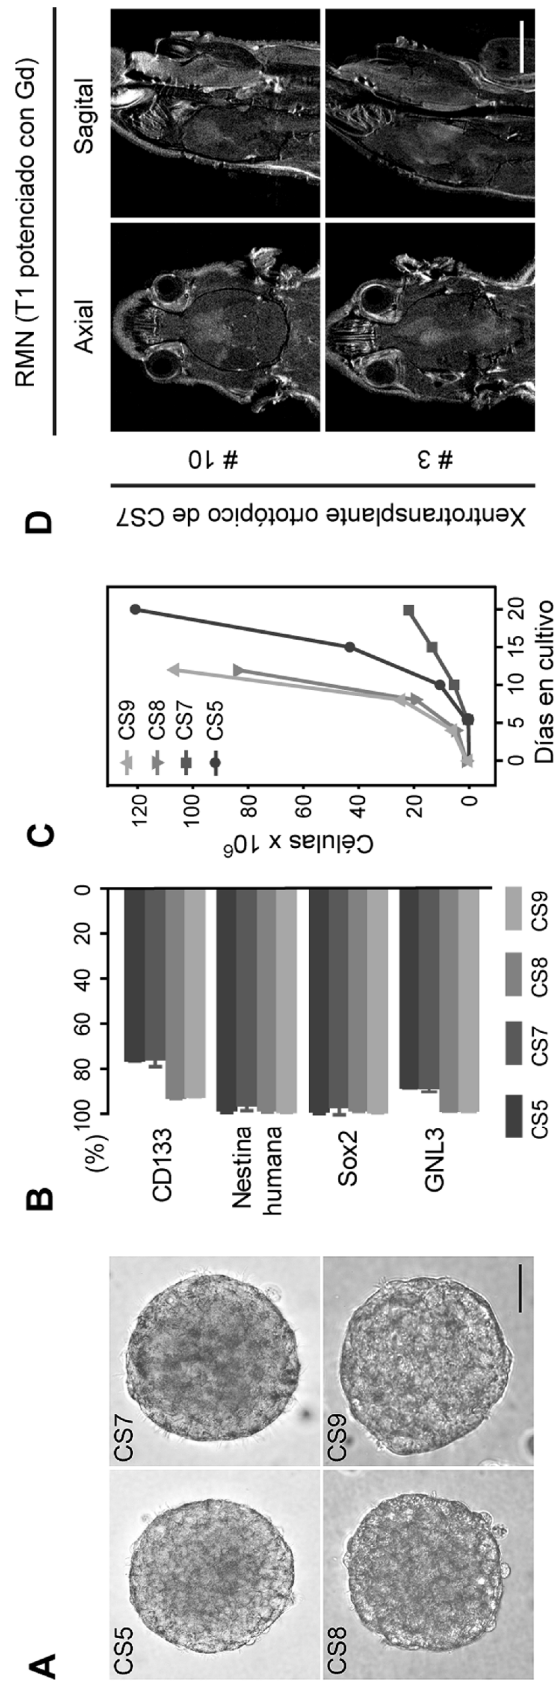 A
CS5
CS7
CS8
CS9
B
(%)
100
80
60
40
20
0
CD133
Nestina
humana
Sox2
GNL3
CS5
CS7
CS8
CS9
C
Células x 10⁶
120
100
80
60
40
20
0
CS9
CS8
CS7
CS5
0
5
10
15
20
Días en cultivo
D
RMN (T1 potenciado con Gd)
Axial
Sagital
Xentrotransplante ortotópico de CS7
# 10
# 3